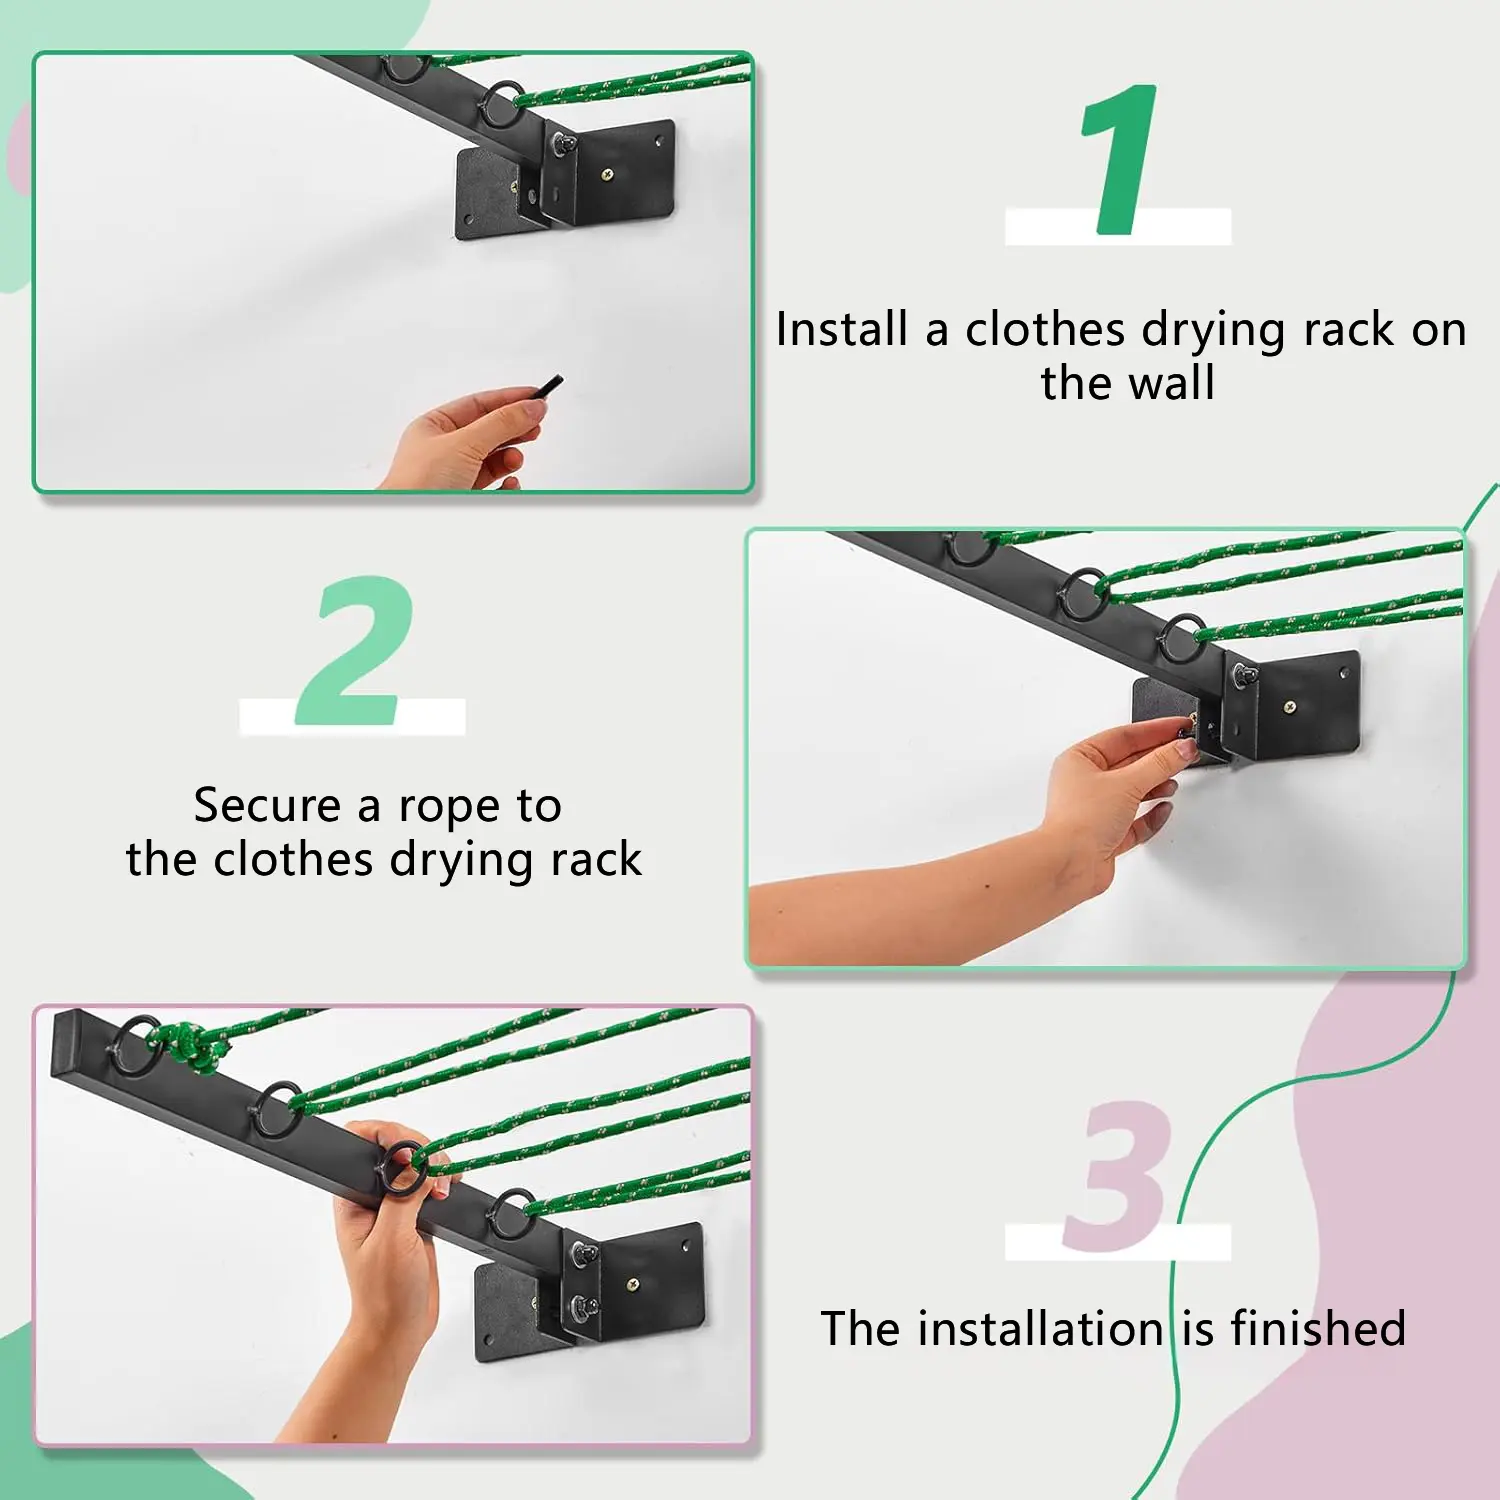 1
Install a clothes drying rack on
the wall
2
Secure a rope to
the clothes drying rack
3
The installation is finished